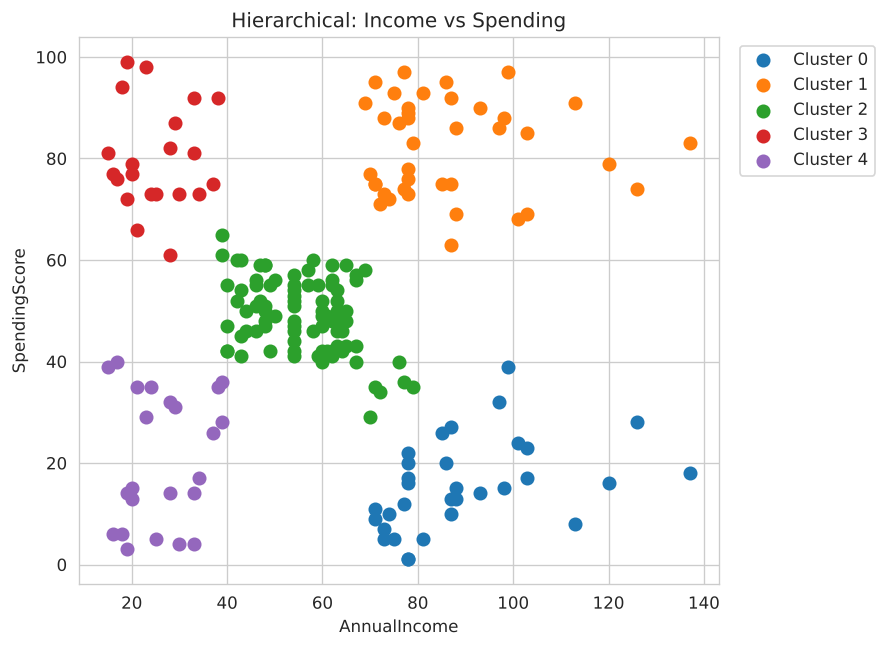 Hierarchical: Income vs Spending
Cluster 0
Cluster 1
Cluster 2
Cluster 3
Cluster 4
100
80
60
40
20
0
SpendingScore
20 40 60 80 100 120 140
AnnualIncome